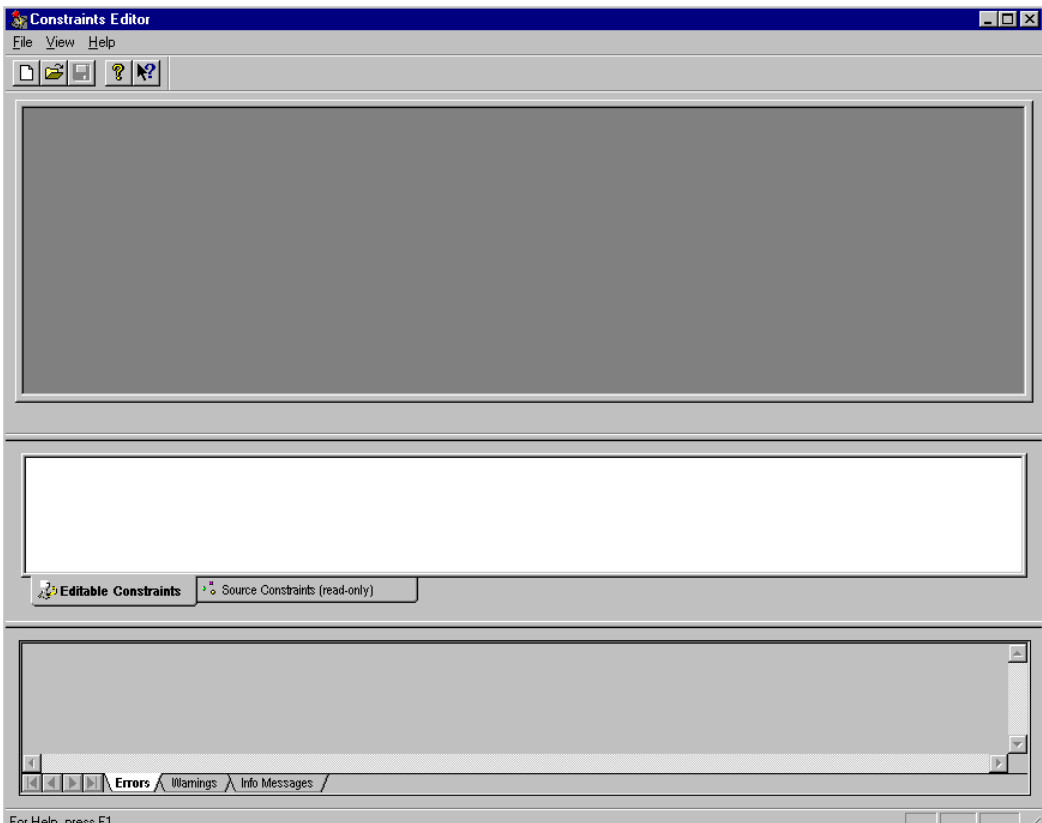 Constraints Editor
File View Help
Editable Constraints Source Constraints (read-only)
Errors Warnings Info Messages
For Help, press F1